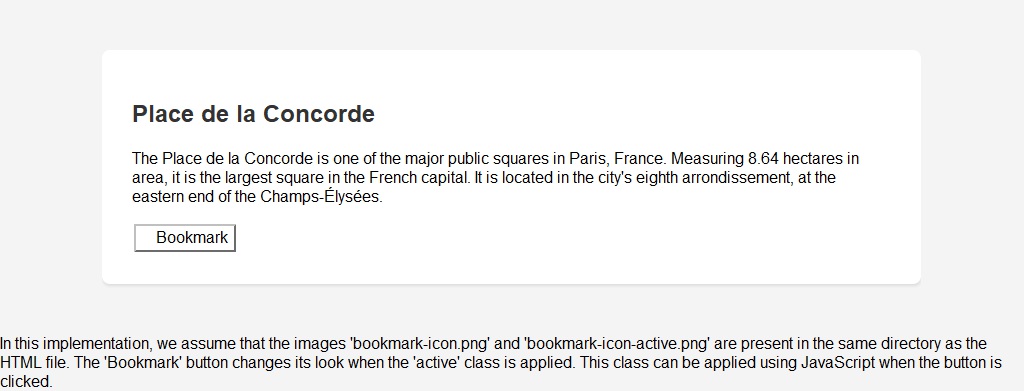 Place de la Concorde
The Place de la Concorde is one of the major public squares in Paris, France. Measuring 8.64 hectares in
area, it is the largest square in the French capital. It is located in the city's eighth arrondissement, at the
eastern end of the Champs-Élysées.
Bookmark
In this implementation, we assume that the images 'bookmark-icon.png' and 'bookmark-icon-active.png' are present in the same directory as the
HTML file. The 'Bookmark' button changes its look when the 'active' class is applied. This class can be applied using JavaScript when the button is
clicked.